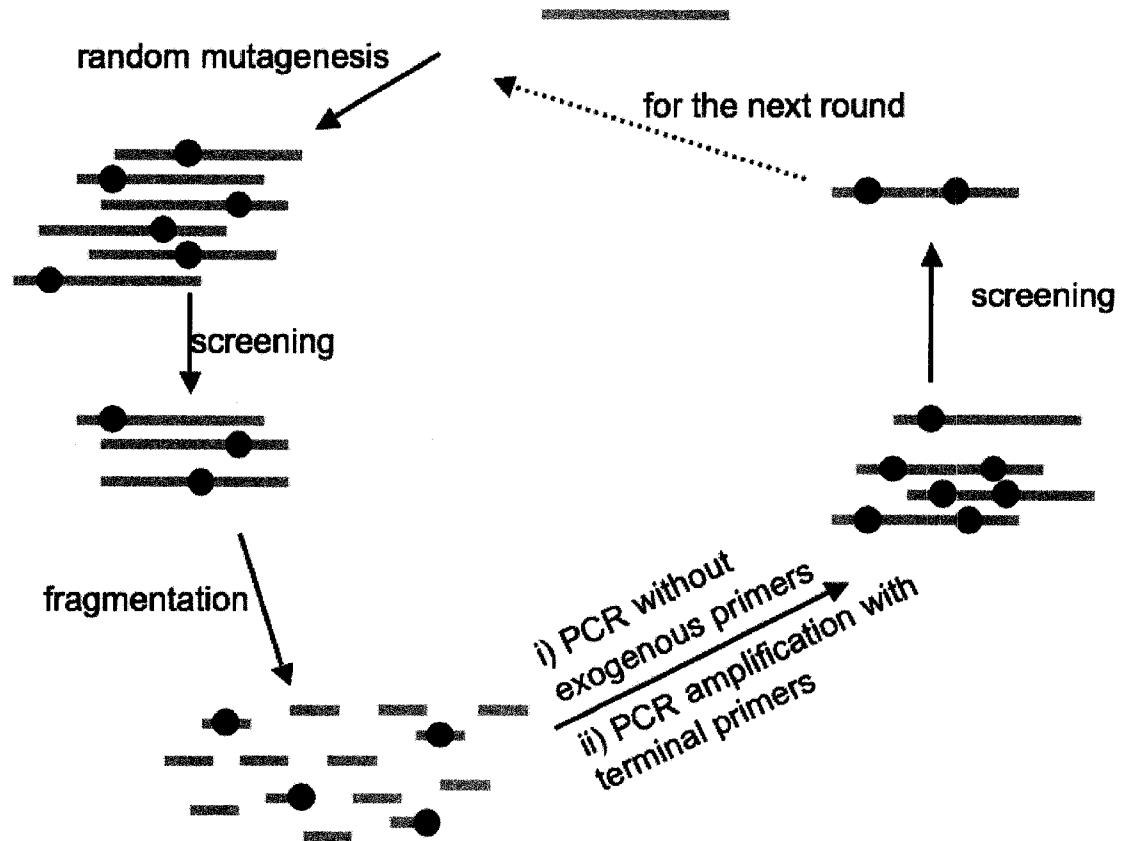 random mutagenesis
for the next round
screening
screening
fragmentation
i) PCR without
exogenous primers
ii) PCR amplification with
terminal primers